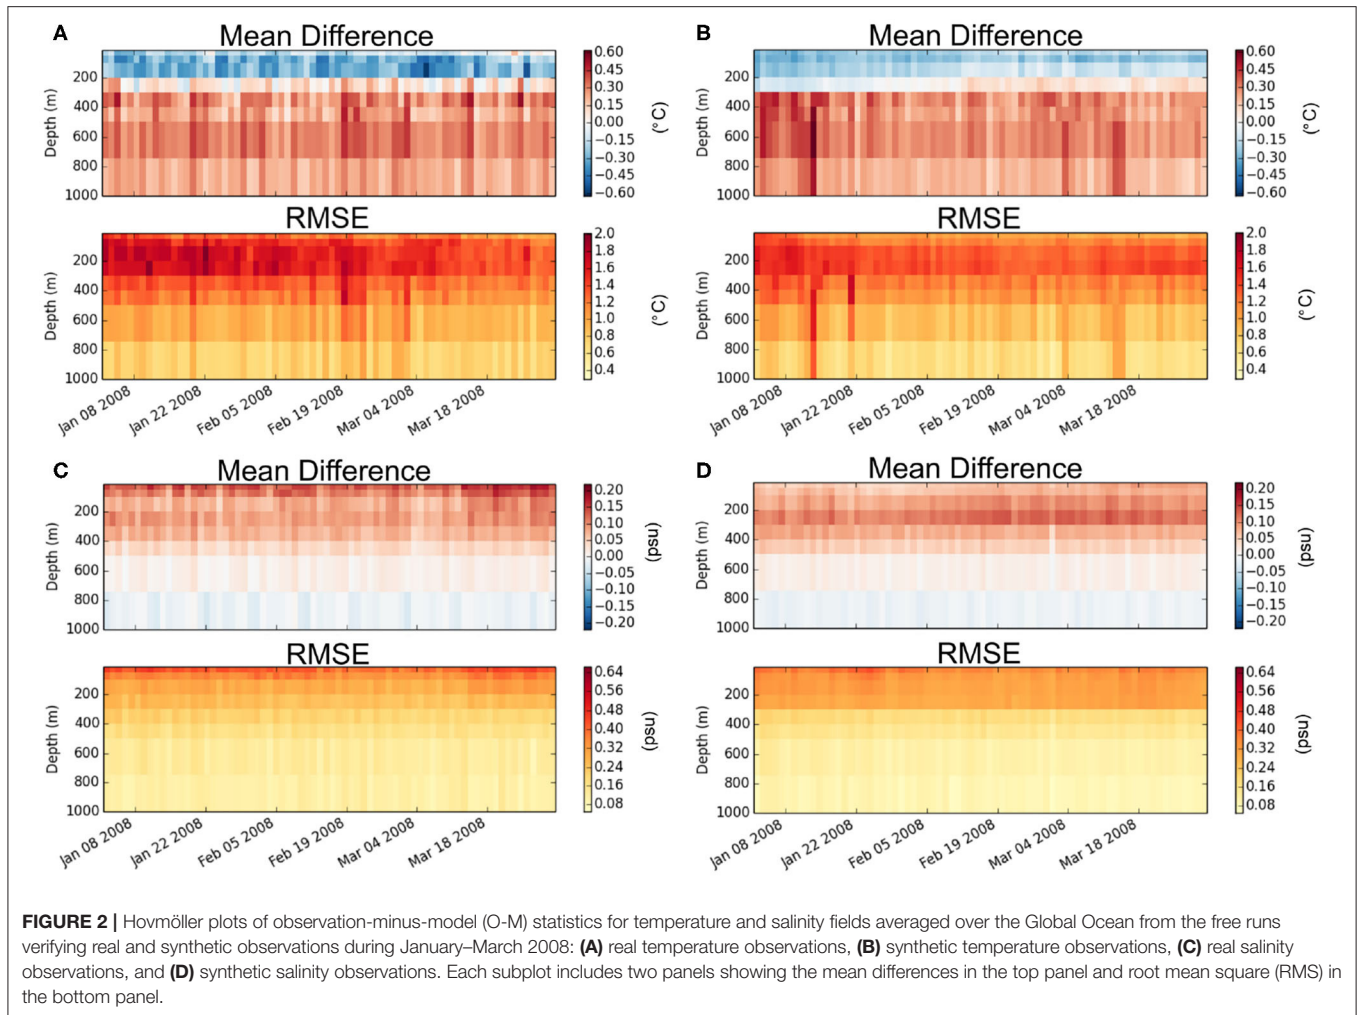 A
Mean Difference
Depth (m)
200
400
600
800
1000
0.60
0.45
0.30
0.15
0.00
−0.15
−0.30
−0.45
−0.60
(°C)
RMSE
Depth (m)
200
400
600
800
1000
2.0
1.8
1.6
1.4
1.2
1.0
0.8
0.6
0.4
(°C)
Jan 08 2008
Jan 22 2008
Feb 05 2008
Feb 19 2008
Mar 04 2008
Mar 18 2008
B
Mean Difference
Depth (m)
200
400
600
800
1000
0.60
0.45
0.30
0.15
0.00
−0.15
−0.30
−0.45
−0.60
(°C)
RMSE
Depth (m)
200
400
600
800
1000
2.0
1.8
1.6
1.4
1.2
1.0
0.8
0.6
0.4
(°C)
Jan 08 2008
Jan 22 2008
Feb 05 2008
Feb 19 2008
Mar 04 2008
Mar 18 2008
C
Mean Difference
Depth (m)
200
400
600
800
1000
0.20
0.15
0.10
0.05
0.00
−0.05
−0.10
−0.15
−0.20
(psu)
RMSE
Depth (m)
200
400
600
800
1000
0.64
0.56
0.48
0.40
0.32
0.24
0.16
0.08
(psu)
Jan 08 2008
Jan 22 2008
Feb 05 2008
Feb 19 2008
Mar 04 2008
Mar 18 2008
D
Mean Difference
Depth (m)
200
400
600
800
1000
0.20
0.15
0.10
0.05
0.00
−0.05
−0.10
−0.15
−0.20
(psu)
RMSE
Depth (m)
200
400
600
800
1000
0.64
0.56
0.48
0.40
0.32
0.24
0.16
0.08
(psu)
Jan 08 2008
Jan 22 2008
Feb 05 2008
Feb 19 2008
Mar 04 2008
Mar 18 2008
FIGURE 2 | Hovmöller plots of observation-minus-model (O-M) statistics for temperature and salinity fields averaged over the Global Ocean from the free runs
verifying real and synthetic observations during January–March 2008: (A) real temperature observations, (B) synthetic temperature observations, (C) real salinity
observations, and (D) synthetic salinity observations. Each subplot includes two panels showing the mean differences in the top panel and root mean square (RMS) in
the bottom panel.